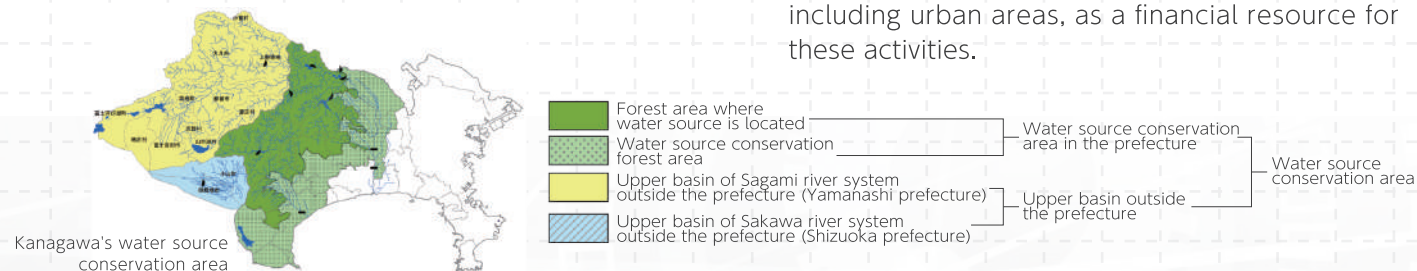 including urban areas, as a financial resource for
these activities.
Forest area where
water source is located
Water source conservation
forest area
Upper basin of Sagami river system
outside the prefecture (Yamanashi prefecture)
Upper basin of Sakawa river system
outside the prefecture (Shizuoka prefecture)
Water source conservation
area in the prefecture
Upper basin outside
the prefecture
Water source
conservation area
Kanagawa's water source
conservation area